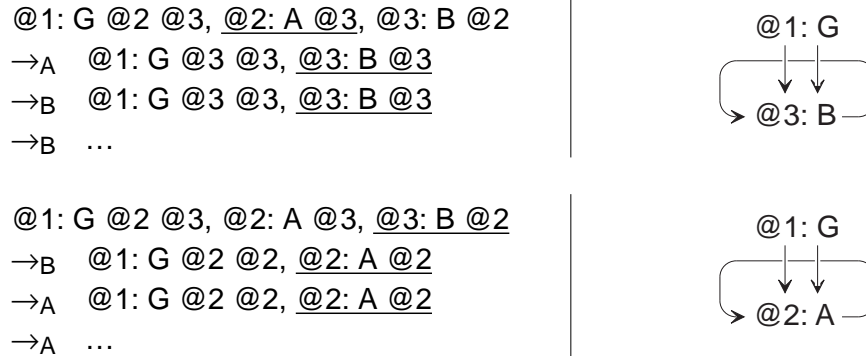 @1: G @2 @3, @2: A @3, @3: B @2
→A @1: G @3 @3, @3: B @3
→B @1: G @3 @3, @3: B @3
→B …
@1: G
@3: B
@1: G @2 @3, @2: A @3, @3: B @2
→B @1: G @2 @2, @2: A @2
→A @1: G @2 @2, @2: A @2
→A …
@1: G
@2: A